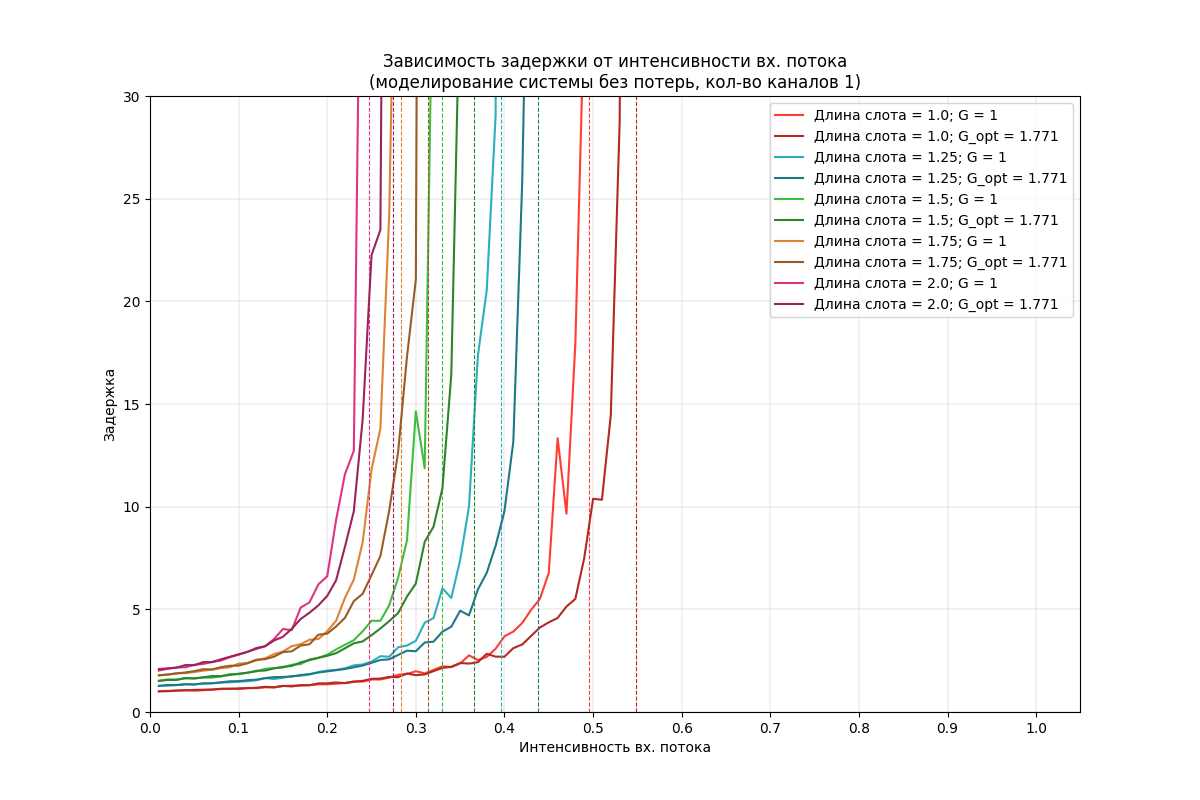 Зависимость задержки от интенсивности вх. потока
(моделирование системы без потерь, кол-во каналов 1)
30
25
20
15
10
5
0
Задержка
Длина слота = 1.0; G = 1
Длина слота = 1.0; G_opt = 1.771
Длина слота = 1.25; G = 1
Длина слота = 1.25; G_opt = 1.771
Длина слота = 1.5; G = 1
Длина слота = 1.5; G_opt = 1.771
Длина слота = 1.75; G = 1
Длина слота = 1.75; G_opt = 1.771
Длина слота = 2.0; G = 1
Длина слота = 2.0; G_opt = 1.771
0.0 0.1 0.2 0.3 0.4 0.5 0.6 0.7 0.8 0.9 1.0
Интенсивность вх. потока